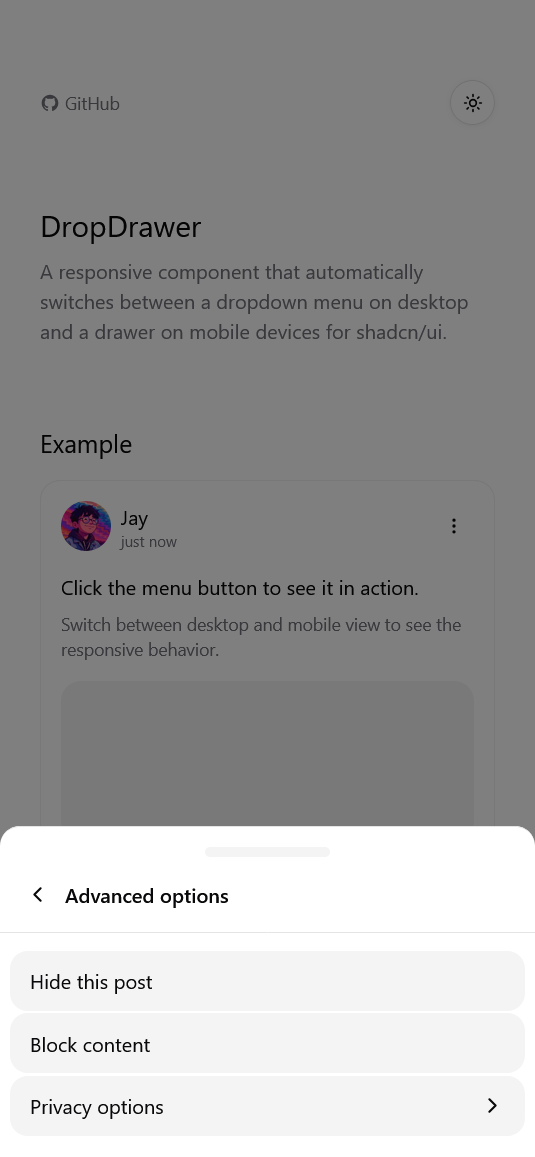 GitHub
DropDrawer
A responsive component that automatically
switches between a dropdown menu on desktop
and a drawer on mobile devices for shadcn/ui.
Example
Jay
just now
Click the menu button to see it in action.
Switch between desktop and mobile view to see the
responsive behavior.
Advanced options
Hide this post
Block content
Privacy options